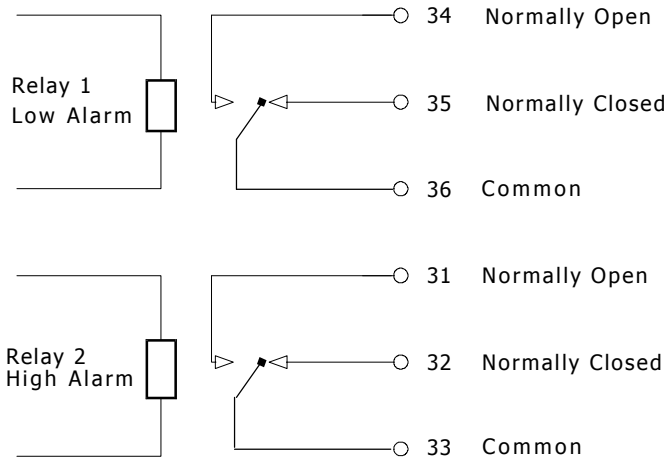 34 Normally Open
Relay 1
Low Alarm
35 Normally Closed
36 Common
31 Normally Open
Relay 2
High Alarm
32 Normally Closed
33 Common